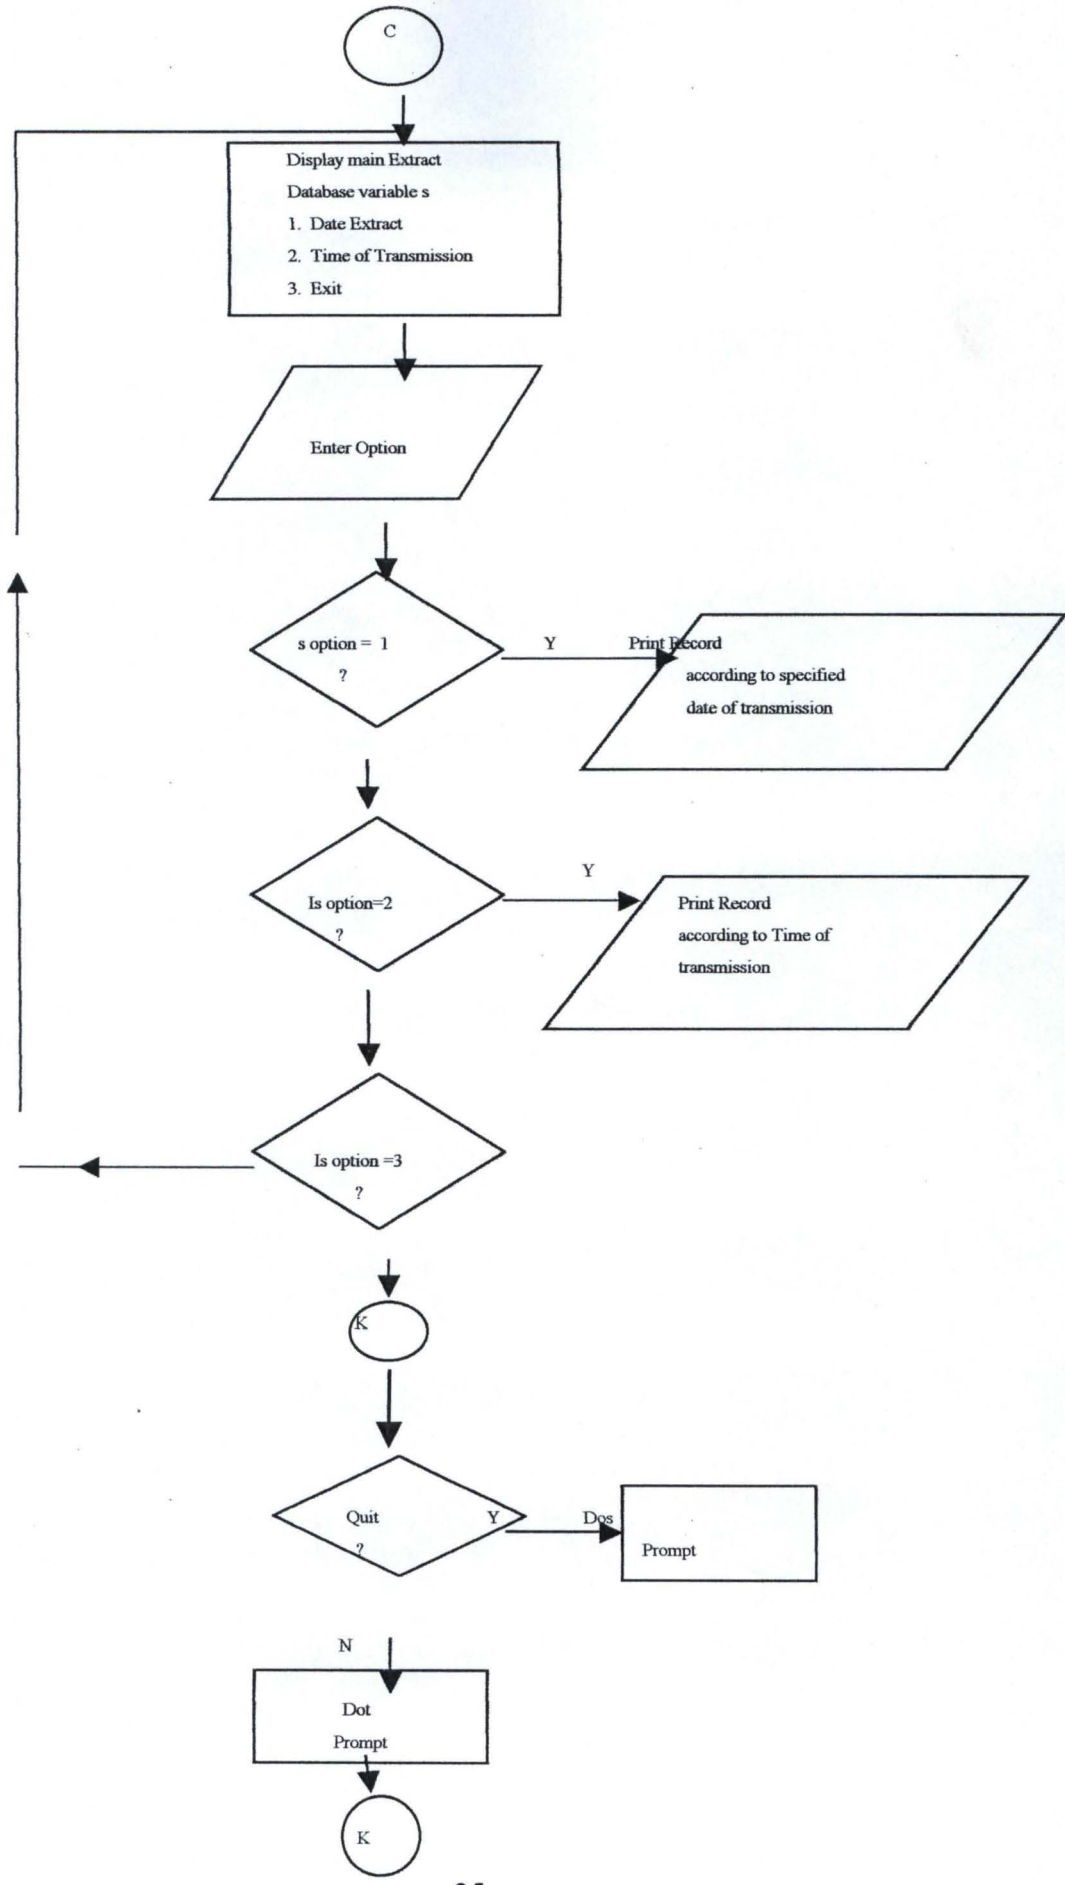 C
Display main Extract
Database variable s
1. Date Extract
2. Time of Transmission
3. Exit
Enter Option
s option = 1
?
Y
Print Record
according to specified
date of transmission
Is option=2
?
Y
Print Record
according to Time of
transmission
Is option =3
?
K
Quit
?
Y
Dos
Prompt
N
Dot
Prompt
K